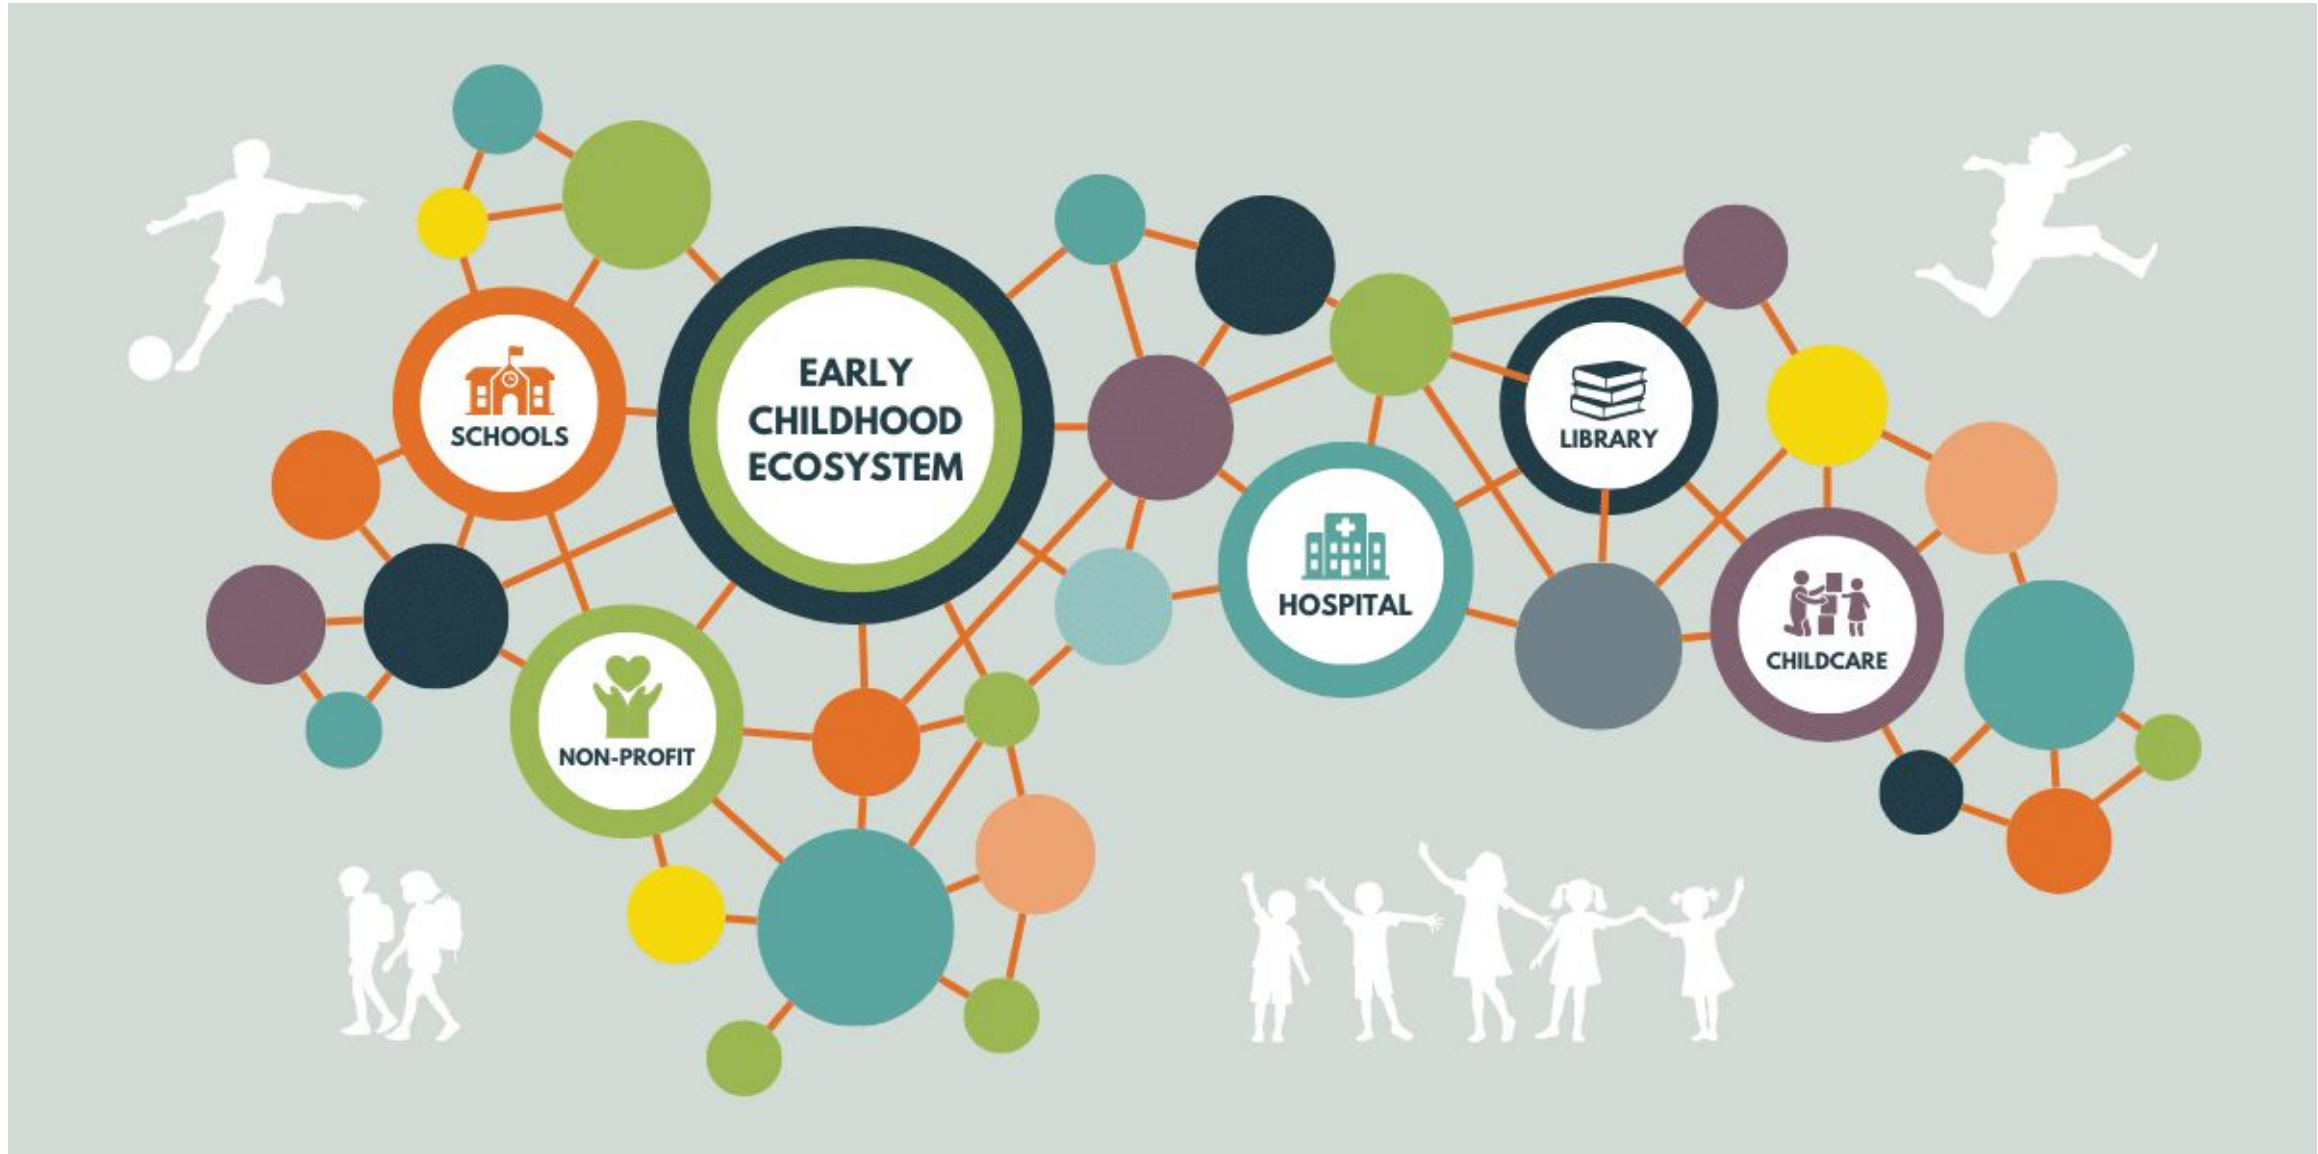 EARLY
CHILDHOOD
ECOSYSTEM
SCHOOLS
LIBRARY
HOSPITAL
CHILDCARE
NON-PROFIT